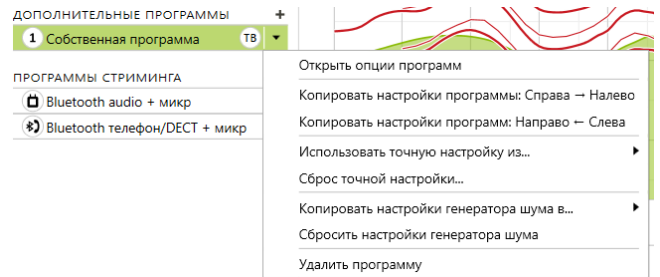 ДОПОЛНИТЕЛЬНЫЕ ПРОГРАММЫ +
1 Собственная программа ТВ
Открыть опции программ
ПРОГРАММЫ СТРИМИНГА
Копировать настройки программы: Справа → Налево
Bluetooth audio + микр
Копировать настройки программ: Направо ← Слева
Bluetooth телефон/DECT + микр
Использовать точную настройку из...
Сброс точной настройки...
Копировать настройки генератора шума в...
Сбросить настройки генератора шума
Удалить программу